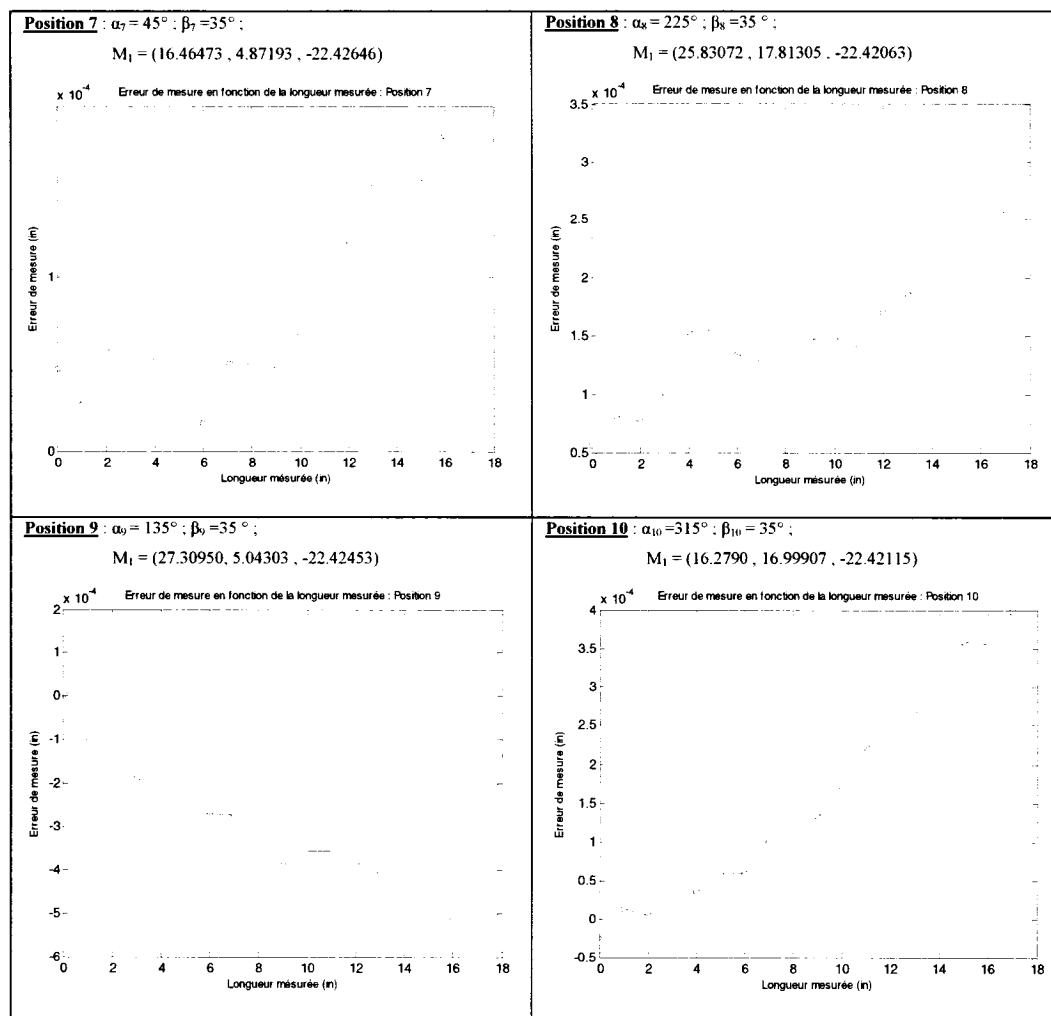 Position 7 : α₇ = 45° ; β₇ =35° ;
M₁ = (16.46473 , 4.87193 , -22.42646)
x 10⁻⁴ Erreur de mesure en fonction de la longueur mesurée : Position 7
Erreur de mesure (in)
1
0
0 2 4 6 8 10 12 14 16 18
Longueur mésurée (in)
Position 8 : α₈ = 225° ; β₈ =35 ° ;
M₁ = (25.83072 , 17.81305 , -22.42063)
x 10⁻⁴ Erreur de mesure en fonction de la longueur mesurée : Position 8
Erreur de mesure (in)
3.5
3
2.5
2
1.5
1
0.5
0 2 4 6 8 10 12 14 16 18
Longueur mésurée (in)
Position 9 : α₉ = 135° ; β₉ =35 ° ;
M₁ = (27.30950, 5.04303 , -22.42453)
x 10⁻⁴ Erreur de mesure en fonction de la longueur mesurée : Position 9
Erreur de mesure (in)
2
1
0
-1
-2
-3
-4
-5
-6
0 2 4 6 8 10 12 14 16 18
Longueur mésurée (in)
Position 10 : α₁₀ =315° ; β₁₀ = 35° ;
M₁ = (16.2790 , 16.99907 , -22.42115)
x 10⁻⁴ Erreur de mesure en fonction de la longueur mesurée : Position 10
Erreur de mesure (in)
4
3.5
3
2.5
2
1.5
1
0.5
0
-0.5
0 2 4 6 8 10 12 14 16 18
Longueur mésurée (in)